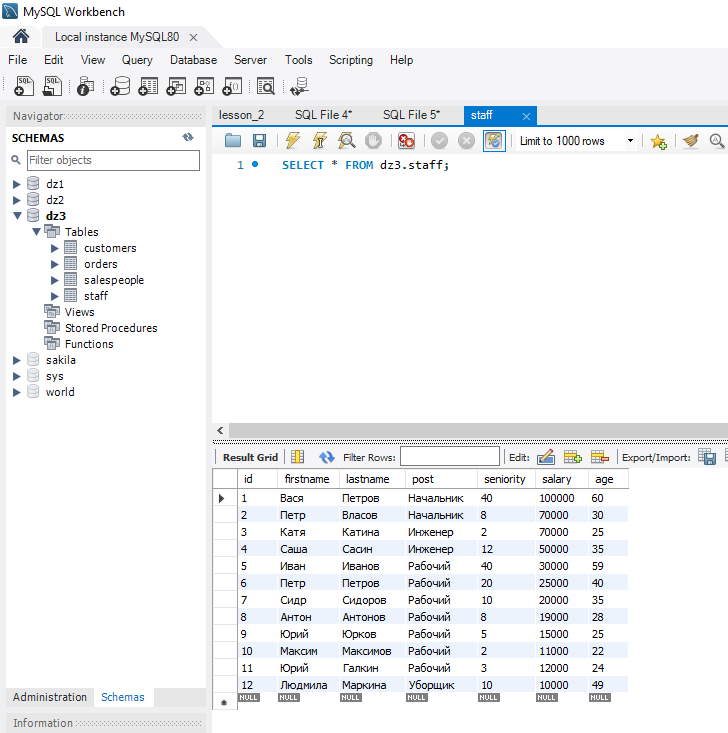 MySQL Workbench
Local instance MySQL80
File Edit View Query Database Server Tools Scripting Help
SQL SQL
Navigator
SCHEMAS
Filter objects
dz1
dz2
dz3
Tables
customers
orders
salespeople
staff
Views
Stored Procedures
Functions
sakila
sys
world
Administration Schemas
Information
lesson_2 SQL File 4* SQL File 5* staff
Limit to 1000 rows
1 SELECT * FROM dz3.staff;
Result Grid Filter Rows: Edit: Export/Import:
id firstname lastname post seniority salary age
1 Вася Петров Начальник 40 100000 60
2 Петр Власов Начальник 8 70000 30
3 Катя Катина Инженер 2 70000 25
4 Саша Сасин Инженер 12 50000 35
5 Иван Иванов Рабочий 40 30000 59
6 Петр Петров Рабочий 20 25000 40
7 Сидр Сидоров Рабочий 10 20000 35
8 Антон Антонов Рабочий 8 19000 28
9 Юрий Юрков Рабочий 5 15000 25
10 Максим Максимов Рабочий 2 11000 22
11 Юрий Галкин Рабочий 3 12000 24
12 Людмила Маркина Уборщик 10 10000 49
NULL NULL NULL NULL NULL NULL NULL